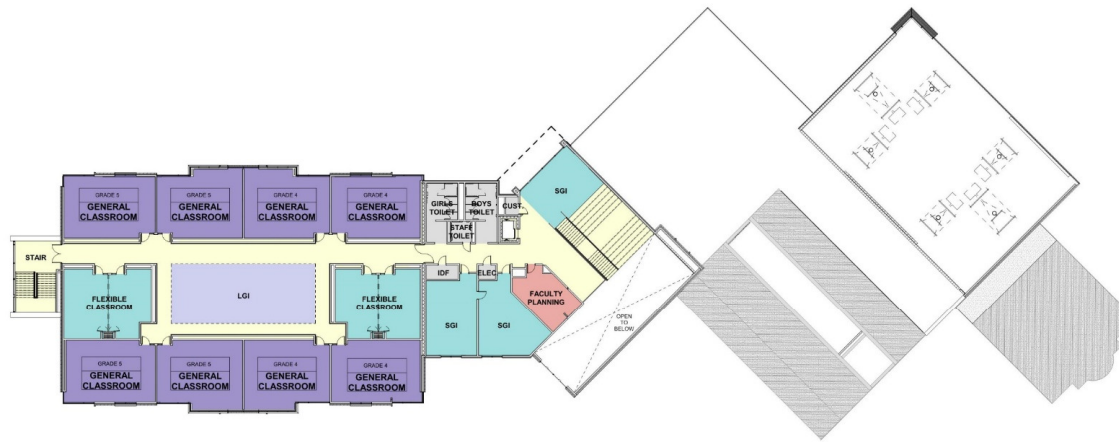 GRADE 5
GENERAL
CLASSROOM
GRADE 5
GENERAL
CLASSROOM
GRADE 4
GENERAL
CLASSROOM
GRADE 4
GENERAL
CLASSROOM
GIRLS
TOILET
BOYS
TOILET
CUST.
SGI
STAFF
TOILET
STAIR
IDF
ELEC
FLEXIBLE
CLASSROOM
LGI
FLEXIBLE
CLASSROOM
FACULTY
PLANNING
SGI
SGI
OPEN
TO
BELOW
GRADE 5
GENERAL
CLASSROOM
GRADE 5
GENERAL
CLASSROOM
GRADE 4
GENERAL
CLASSROOM
GRADE 4
GENERAL
CLASSROOM